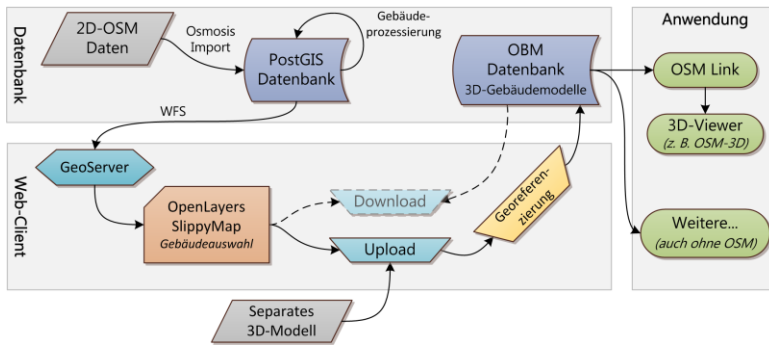 Datenbank
2D-OSM
Daten
Osmosis
Import
PostGIS
Datenbank
Gebäude-
prozessierung
OBM
Datenbank
3D-Gebäudemodelle
WFS
Anwendung
OSM Link
3D-Viewer
(z. B. OSM-3D)
Weitere...
(auch ohne OSM)
Web-Client
GeoServer
OpenLayers
SlippyMap
Gebäudeauswahl
Download
Upload
Georeferen-
zierung
Separates
3D-Modell